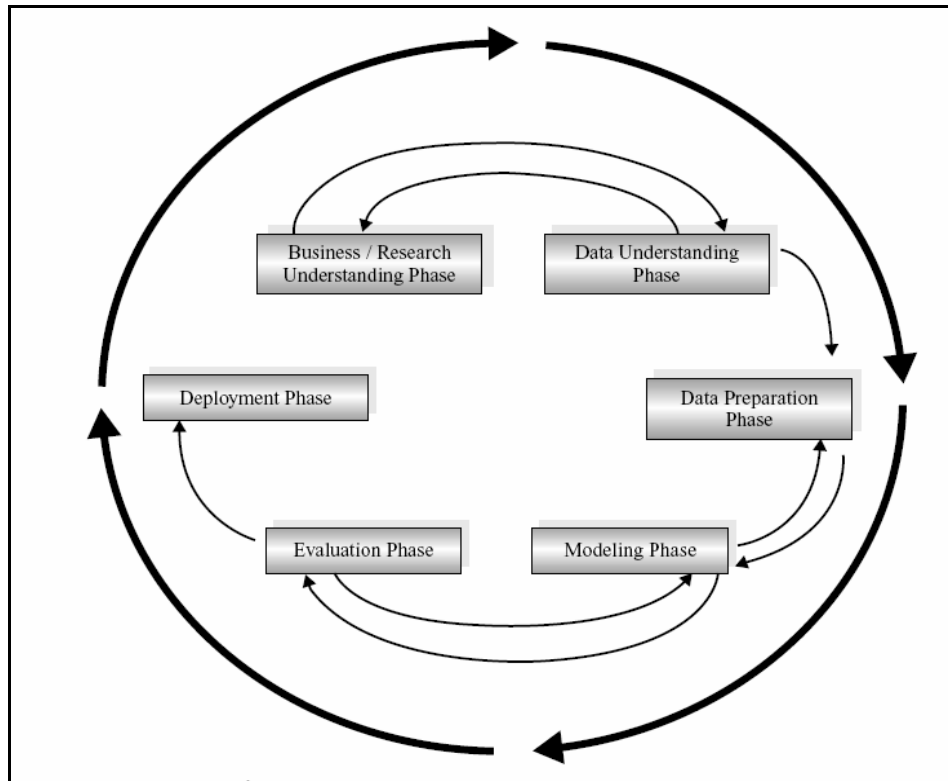 Business / Research
Understanding Phase
Data Understanding
Phase
Deployment Phase
Data Preparation
Phase
Evaluation Phase
Modeling Phase